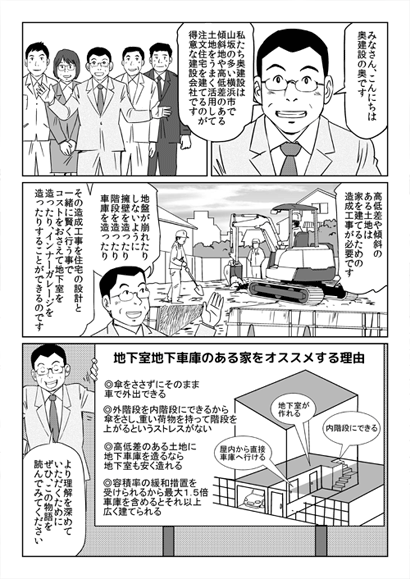 みなさん、こんにちは
奥建設の奥です
私たち奥建設は
山坂の多い横浜市で
傾斜地や高低差のある
土地をうまく活用して
注文住宅を建てるのが
得意な建設会社です
高低差や傾斜の
ある土地は
家を建てるための
造成工事が必要です
地盤が崩れたり
しないように
擁壁を造ったり
階段を造ったり
車庫を造ったり
その造成工事を住宅の設計と
一緒に賢く行う事で
コストをおさえて地下室を
造ったり、インナーガレージを
造ったりすることができるのです
地下室地下車庫のある家をオススメする理由
◎傘をささずにそのまま
車で外出できる
◎外階段を内階段にできるから
傘をさし、重い荷物を持って階段を
上がるというストレスがない
◎高低差のある土地に
地下車庫を造るなら
地下室も安く造れる
◎容積率の緩和措置を
受けられるから最大1.5倍
車庫を含めるとそれ以上
広く建てられる
地下室が
作れる
内階段にできる
屋内から直接
車庫へ行ける
より理解を深めて
いただくために
ぜひ、この物語を
読んでみてください